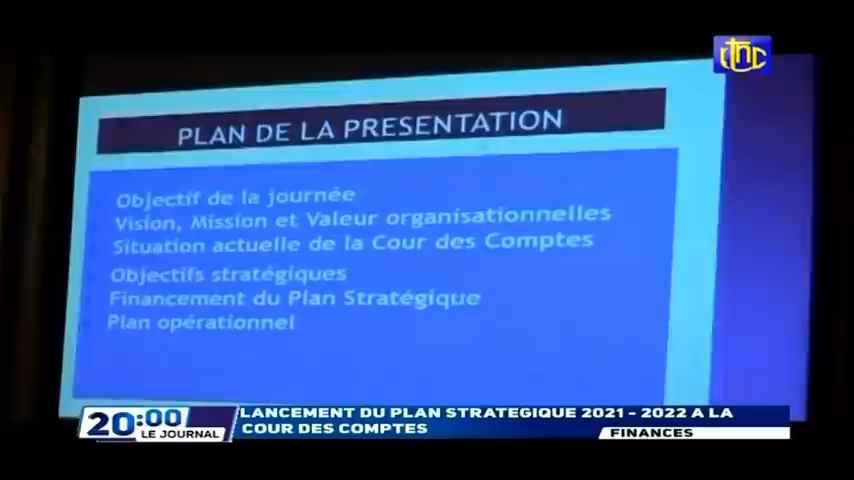 rtnc
PLAN DE LA PRESENTATION
Objectif de la journée
Vision, Mission et Valeur organisationnelles
Situation actuelle de la Cour des Comptes
Objectifs stratégiques
Financement du Plan Stratégique
Plan opérationnel
20:00
LE JOURNAL
LANCEMENT DU PLAN STRATEGIQUE 2021 - 2022 A LA
COUR DES COMPTES
FINANCES